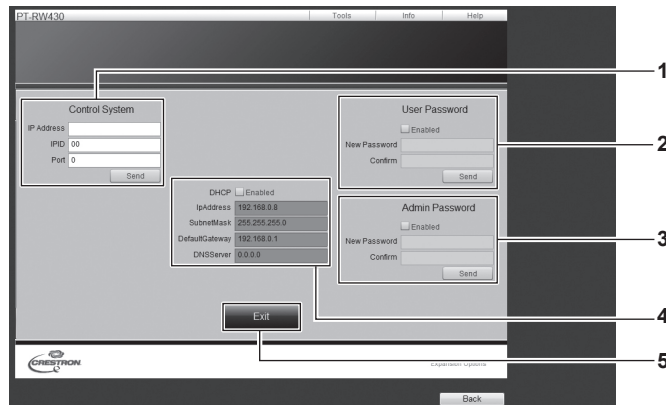 PT-RW430
Tools
Info
Help
1
Control System
IP Address
IPID 00
Port 0
Send
User Password
Enabled
New Password
Confirm
Send
2
DHCP Enabled
IpAddress 192.168.0.8
SubnetMask 255.255.255.0
DefaultGateway 192.168.0.1
DNSServer 0.0.0.0
Admin Password
Enabled
New Password
Confirm
Send
3
Exit
4
CRESTRON
Expansion Options
5
Back